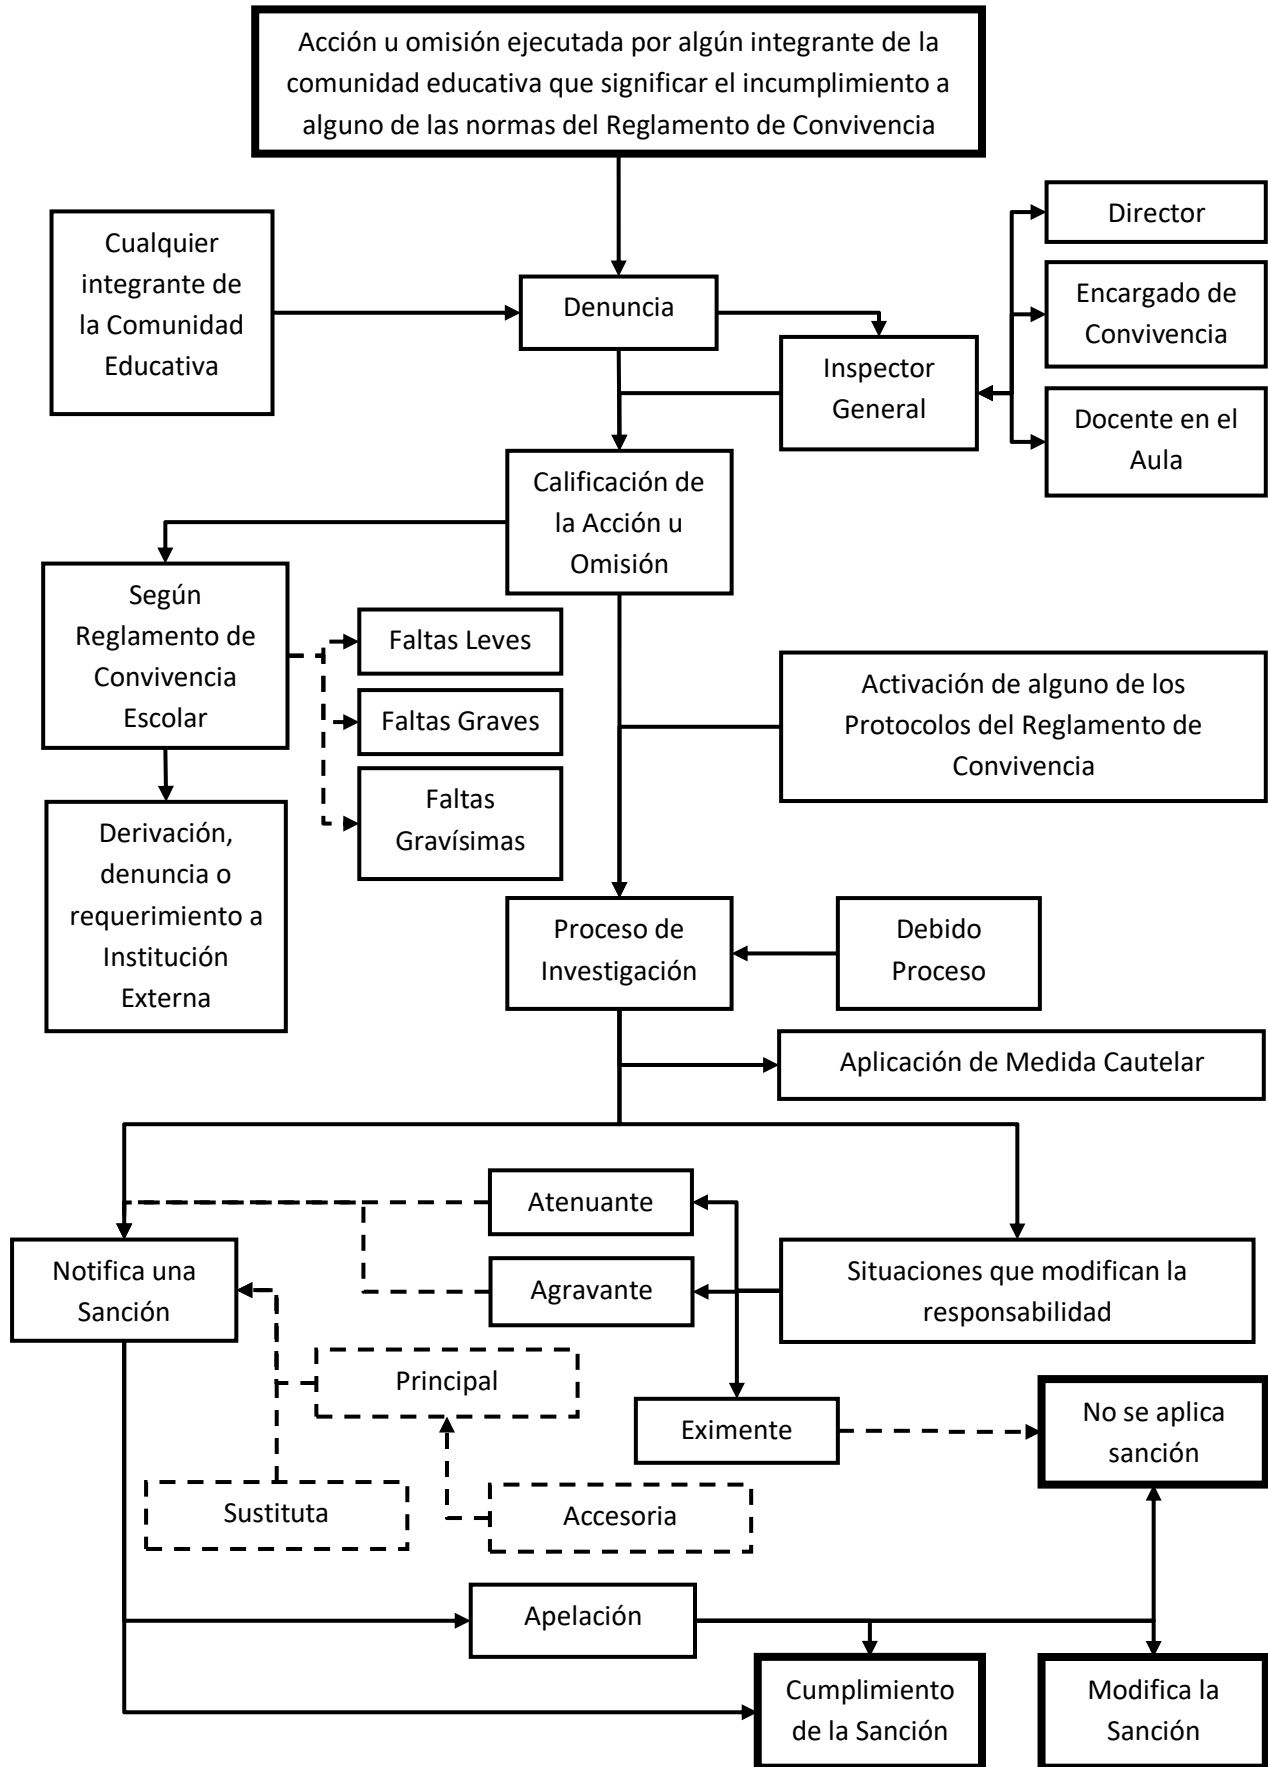 Acción u omisión ejecutada por algún integrante de la
comunidad educativa que significar el incumplimiento a
alguno de las normas del Reglamento de Convivencia
Cualquier
integrante de
la Comunidad
Educativa
Denuncia
Director
Encargado de
Convivencia
Inspector
General
Docente en el
Aula
Calificación de
la Acción u
Omisión
Según
Reglamento de
Convivencia
Escolar
Faltas Leves
Faltas Graves
Faltas
Gravísimas
Activación de alguno de los
Protocolos del Reglamento de
Convivencia
Derivación,
denuncia o
requerimiento a
Institución
Externa
Proceso de
Investigación
Debido
Proceso
Aplicación de Medida Cautelar
Atenuante
Notifica una
Sanción
Agravante
Situaciones que modifican la
responsabilidad
Principal
Eximente
No se aplica
sanción
Sustituta
Accesoria
Apelación
Cumplimiento
de la Sanción
Modifica la
Sanción